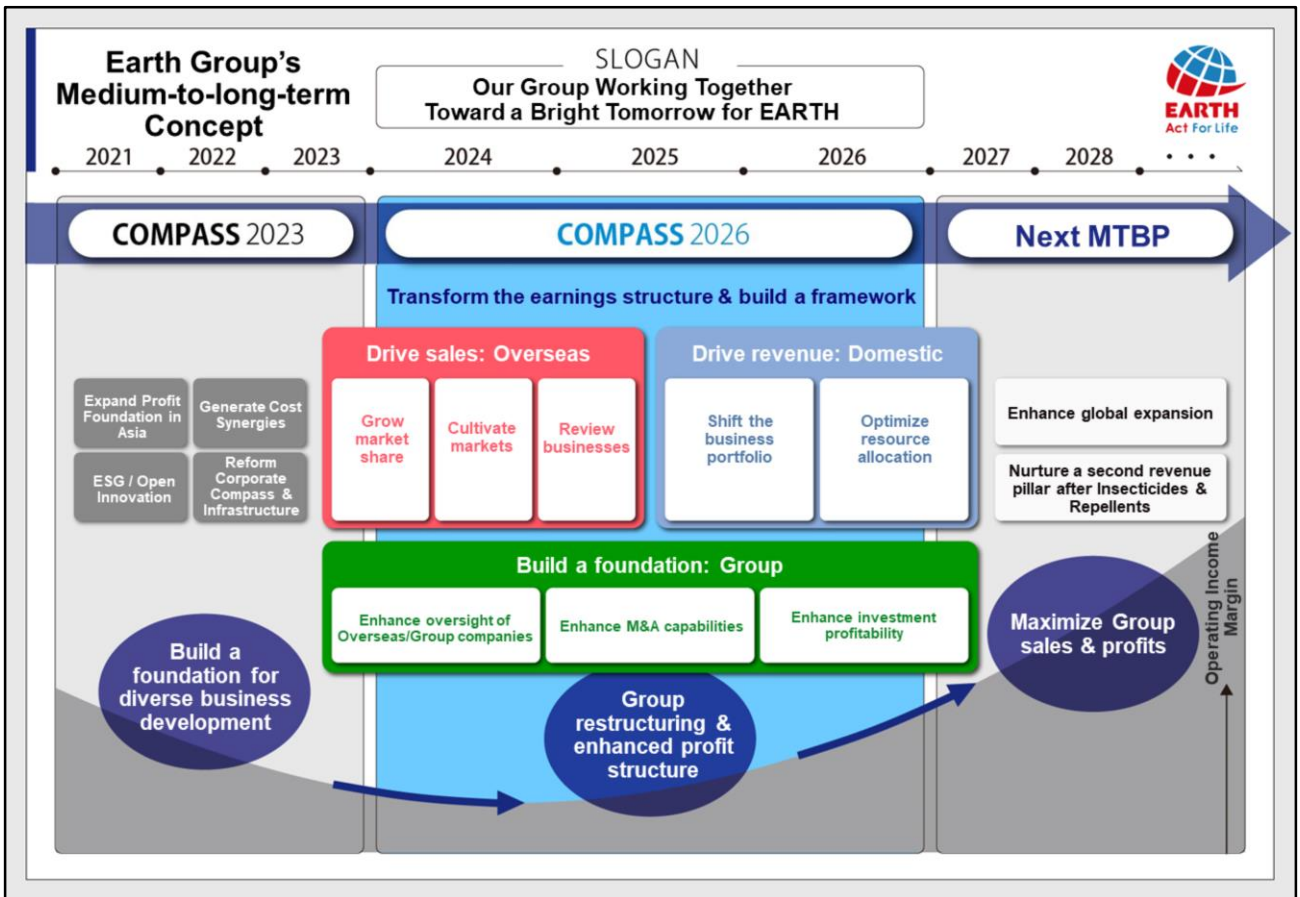 Earth Group's
Medium-to-long-term
Concept
SLOGAN
Our Group Working Together
Toward a Bright Tomorrow for EARTH
EARTH
Act For Life
2021
2022
2023
2024
2025
2026
2027
2028
• • •
COMPASS 2023
COMPASS 2026
Next MTBP
Transform the earnings structure & build a framework
Expand Profit
Foundation in
Asia
Generate Cost
Synergies
ESG / Open
Innovation
Reform
Corporate
Compass &
Infrastructure
Drive sales: Overseas
Grow
market
share
Cultivate
markets
Review
businesses
Drive revenue: Domestic
Shift the
business
portfolio
Optimize
resource
allocation
Enhance global expansion
Nurture a second revenue
pillar after Insecticides &
Repellents
Build a foundation: Group
Enhance oversight of
Overseas/Group companies
Enhance M&A capabilities
Enhance investment
profitability
Build a
foundation for
diverse business
development
Group
restructuring &
enhanced profit
structure
Maximize Group
sales & profits
Operating Income
Margin